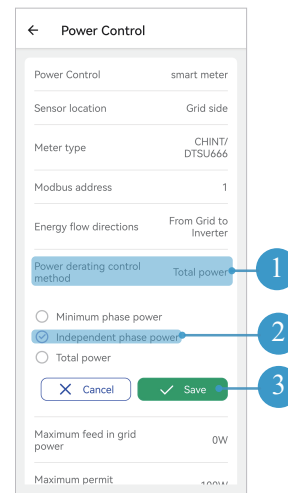 Power Control
Power Control smart meter
Sensor location Grid side
Meter type CHINT/
DTSU666
Modbus address 1
Energy flow directions From Grid to
Inverter
Power derating control
method Total power
1
Minimum phase power
Independent phase power
2
Total power
Cancel Save
3
Maximum feed in grid
power 0W
Maximum permit